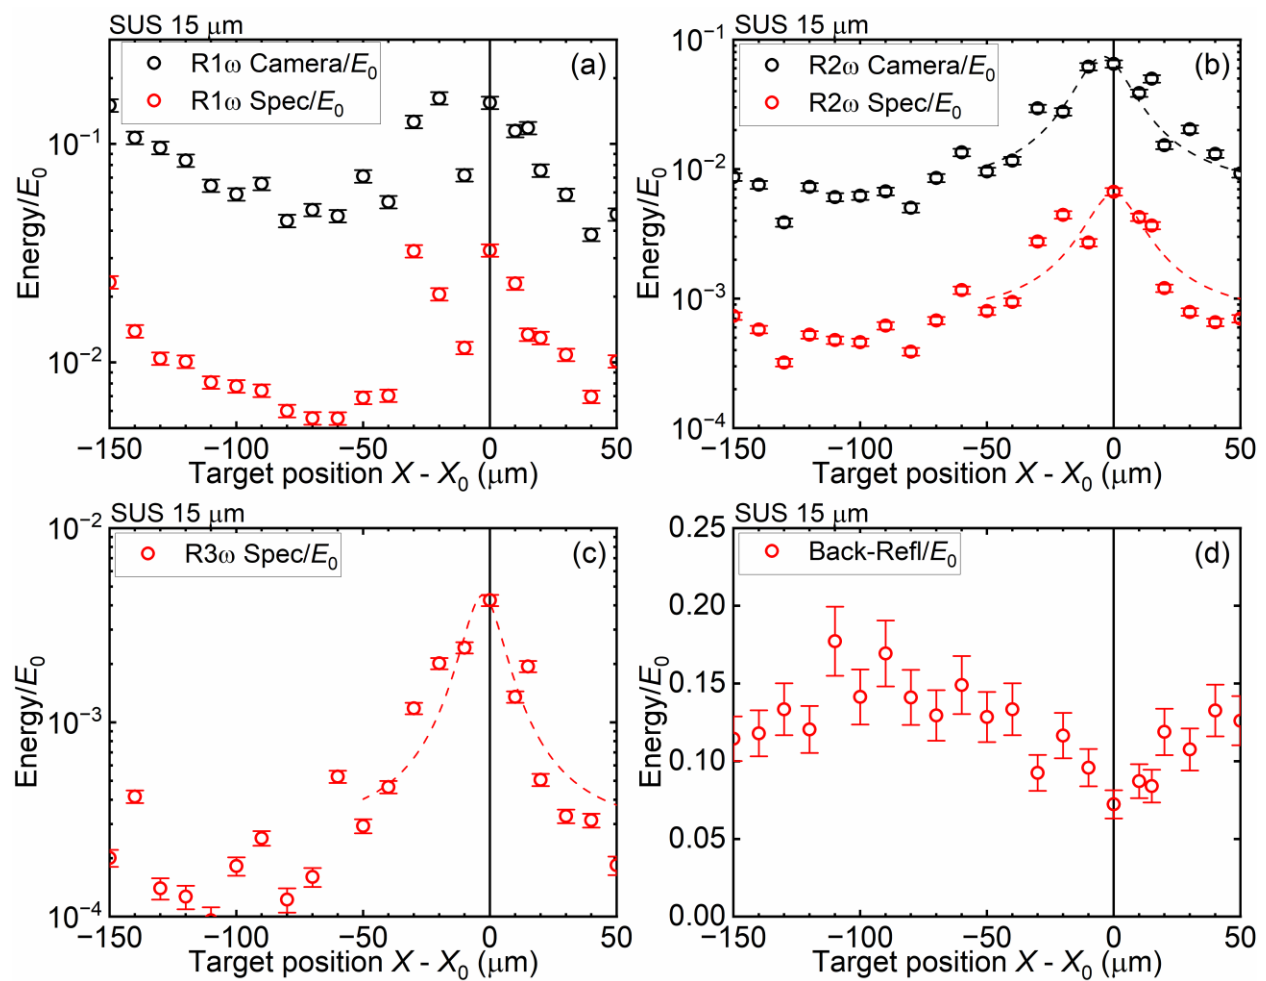 SUS 15 μm
R1ω Camera/E₀
R1ω Spec/E₀
(a)
10⁻¹
10⁻²
Energy/E₀
−150
−100
−50
0
50
Target position X - X₀ (μm)
SUS 15 μm
R2ω Camera/E₀
R2ω Spec/E₀
(b)
10⁻¹
10⁻²
10⁻³
10⁻⁴
Energy/E₀
−150
−100
−50
0
50
Target position X - X₀ (μm)
SUS 15 μm
R3ω Spec/E₀
(c)
10⁻²
10⁻³
10⁻⁴
Energy/E₀
−150
−100
−50
0
50
Target position X - X₀ (μm)
SUS 15 μm
Back-Refl/E₀
(d)
0.25
0.20
0.15
0.10
0.05
0.00
Energy/E₀
−150
−100
−50
0
50
Target position X - X₀ (μm)